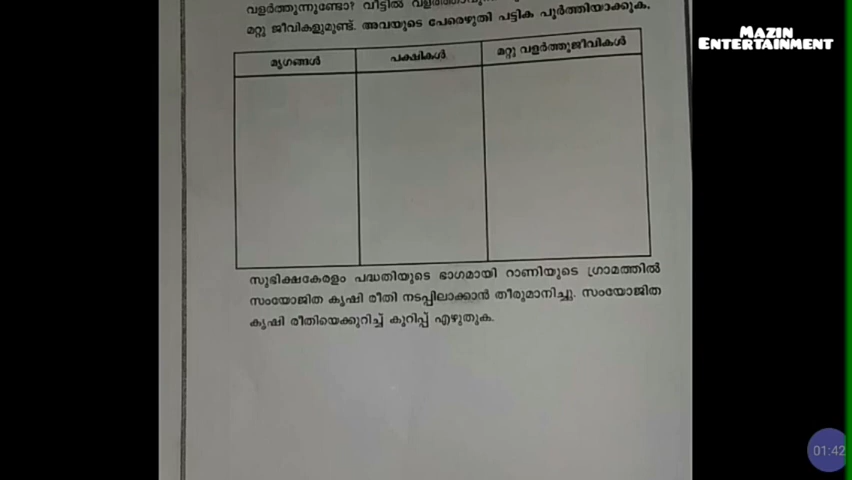 വളർത്തുന്നുണ്ടോ? വീട്ടിൽ
മറ്റു ജീവികളുമുണ്ട്. അവയുടെ പേരെഴുതി പട്ടിക പൂർത്തിയാക്കുക.
മൃഗങ്ങൾ പക്ഷികൾ മറ്റു വളർത്തുജീവികൾ
സുഭിക്ഷകേരളം പദ്ധതിയുടെ ഭാഗമായി റാണിയുടെ ഗ്രാമത്തിൽ
സംയോജിത കൃഷി രീതി നടപ്പിലാക്കാൻ തീരുമാനിച്ചു. സംയോജിത
കൃഷി രീതിയെക്കുറിച്ച് കുറിപ്പ് എഴുതുക.
MAZIN
ENTERTAINMENT
01:42